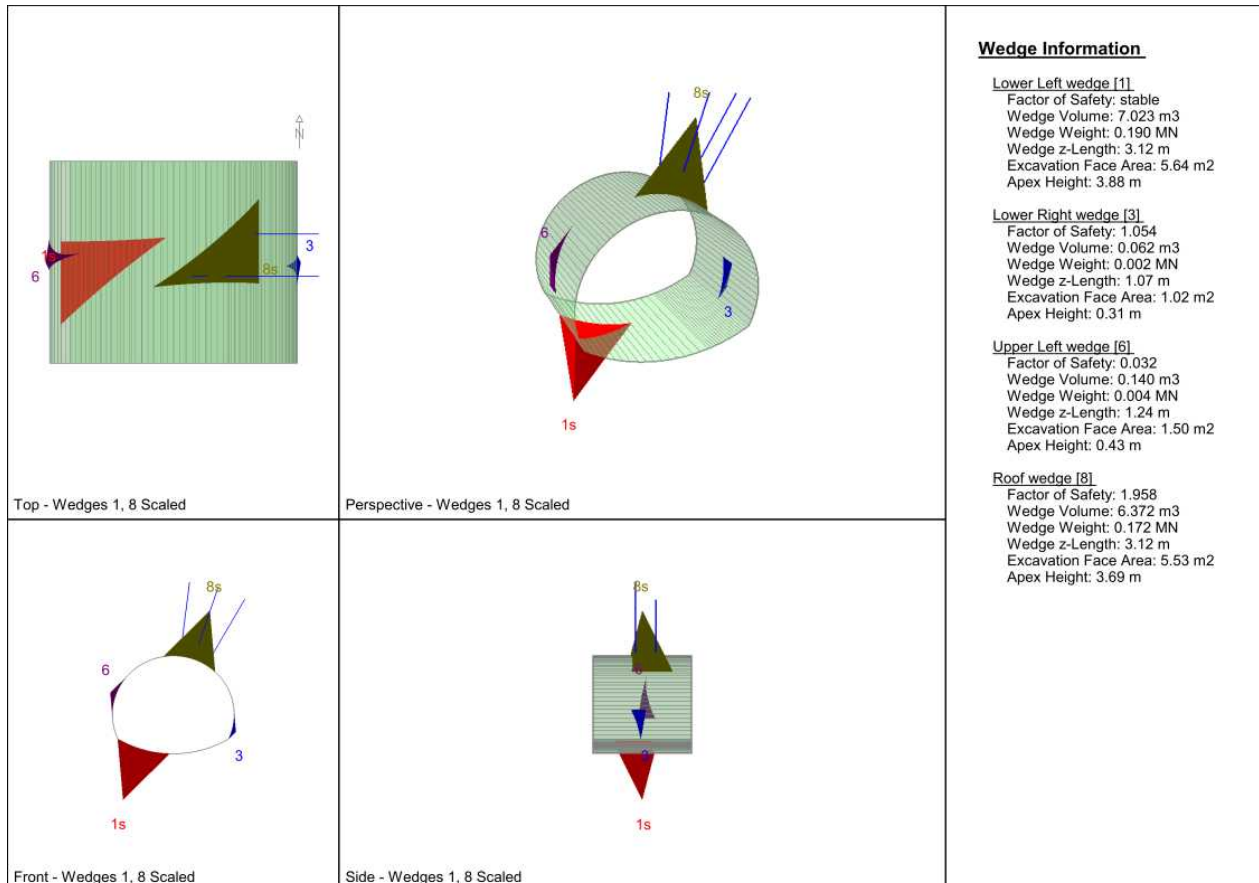 N
1s
6
3
8s
Top - Wedges 1, 8 Scaled
8s
6
3
1s
Perspective - Wedges 1, 8 Scaled
8s
6
3
1s
Front - Wedges 1, 8 Scaled
8s
6
3
1s
Side - Wedges 1, 8 Scaled
Wedge Information
Lower Left wedge [1]
Factor of Safety: stable
Wedge Volume: 7.023 m3
Wedge Weight: 0.190 MN
Wedge z-Length: 3.12 m
Excavation Face Area: 5.64 m2
Apex Height: 3.88 m
Lower Right wedge [3]
Factor of Safety: 1.054
Wedge Volume: 0.062 m3
Wedge Weight: 0.002 MN
Wedge z-Length: 1.07 m
Excavation Face Area: 1.02 m2
Apex Height: 0.31 m
Upper Left wedge [6]
Factor of Safety: 0.032
Wedge Volume: 0.140 m3
Wedge Weight: 0.004 MN
Wedge z-Length: 1.24 m
Excavation Face Area: 1.50 m2
Apex Height: 0.43 m
Roof wedge [8]
Factor of Safety: 1.958
Wedge Volume: 6.372 m3
Wedge Weight: 0.172 MN
Wedge z-Length: 3.12 m
Excavation Face Area: 5.53 m2
Apex Height: 3.69 m